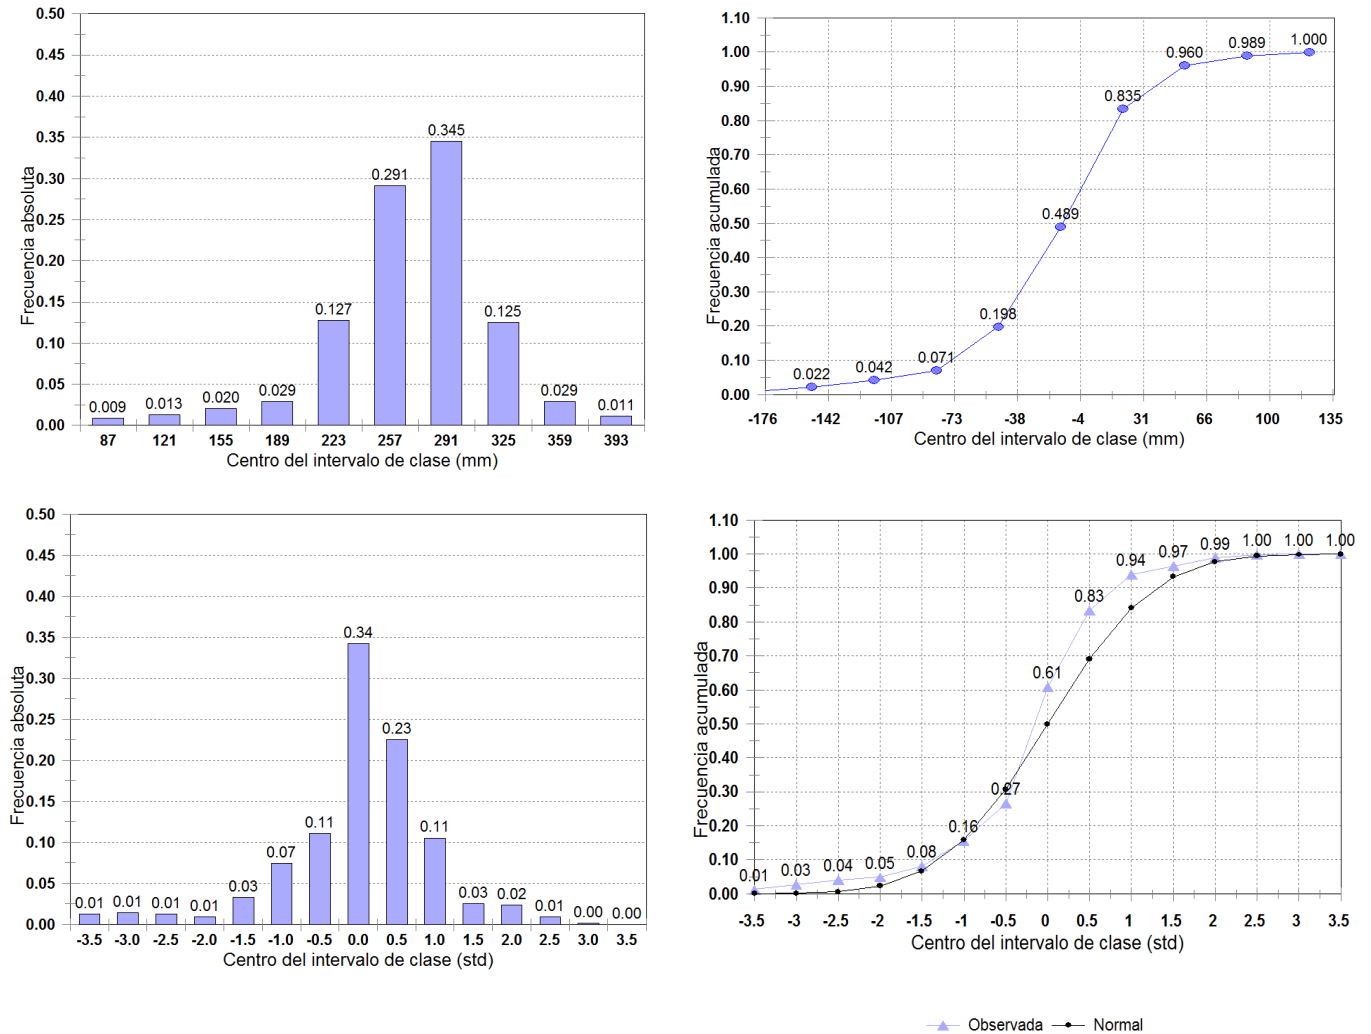 Frecuencia absoluta
0.50
0.45
0.40
0.35
0.30
0.25
0.20
0.15
0.10
0.05
0.00
0.009 0.013 0.020 0.029 0.127 0.291 0.345 0.125 0.029 0.011
87 121 155 189 223 257 291 325 359 393
Centro del intervalo de clase (mm)
Frecuencia acumulada
1.10
1.00
0.90
0.80
0.70
0.60
0.50
0.40
0.30
0.20
0.10
0.00
0.022 0.042 0.071 0.198 0.489 0.835 0.960 0.989 1.000
-176 -142 -107 -73 -38 -4 31 66 100 135
Centro del intervalo de clase (mm)
Frecuencia absoluta
0.50
0.45
0.40
0.35
0.30
0.25
0.20
0.15
0.10
0.05
0.00
0.01 0.01 0.01 0.01 0.03 0.07 0.11 0.34 0.23 0.11 0.03 0.02 0.01 0.00 0.00
-3.5 -3.0 -2.5 -2.0 -1.5 -1.0 -0.5 0.0 0.5 1.0 1.5 2.0 2.5 3.0 3.5
Centro del intervalo de clase (std)
Frecuencia acumulada
1.10
1.00
0.90
0.80
0.70
0.60
0.50
0.40
0.30
0.20
0.10
0.00
0.01 0.03 0.04 0.05 0.08 0.16 0.27 0.61 0.83 0.94 0.97 0.99 1.00 1.00 1.00
-3.5 -3 -2.5 -2 -1.5 -1 -0.5 0 0.5 1 1.5 2 2.5 3 3.5
Centro del intervalo de clase (std)
Observada Normal